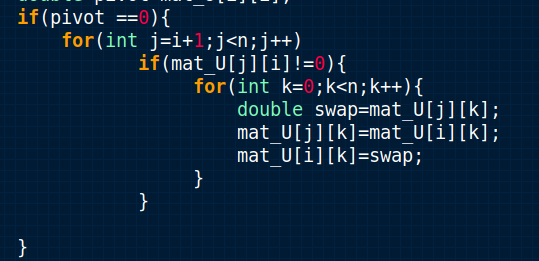 if(pivot ==0){
for(int j=i+1;j<n;j++)
if(mat_U[j][i]!=0){
for(int k=0;k<n;k++){
double swap=mat_U[j][k];
mat_U[j][k]=mat_U[i][k];
mat_U[i][k]=swap;
}
}
}